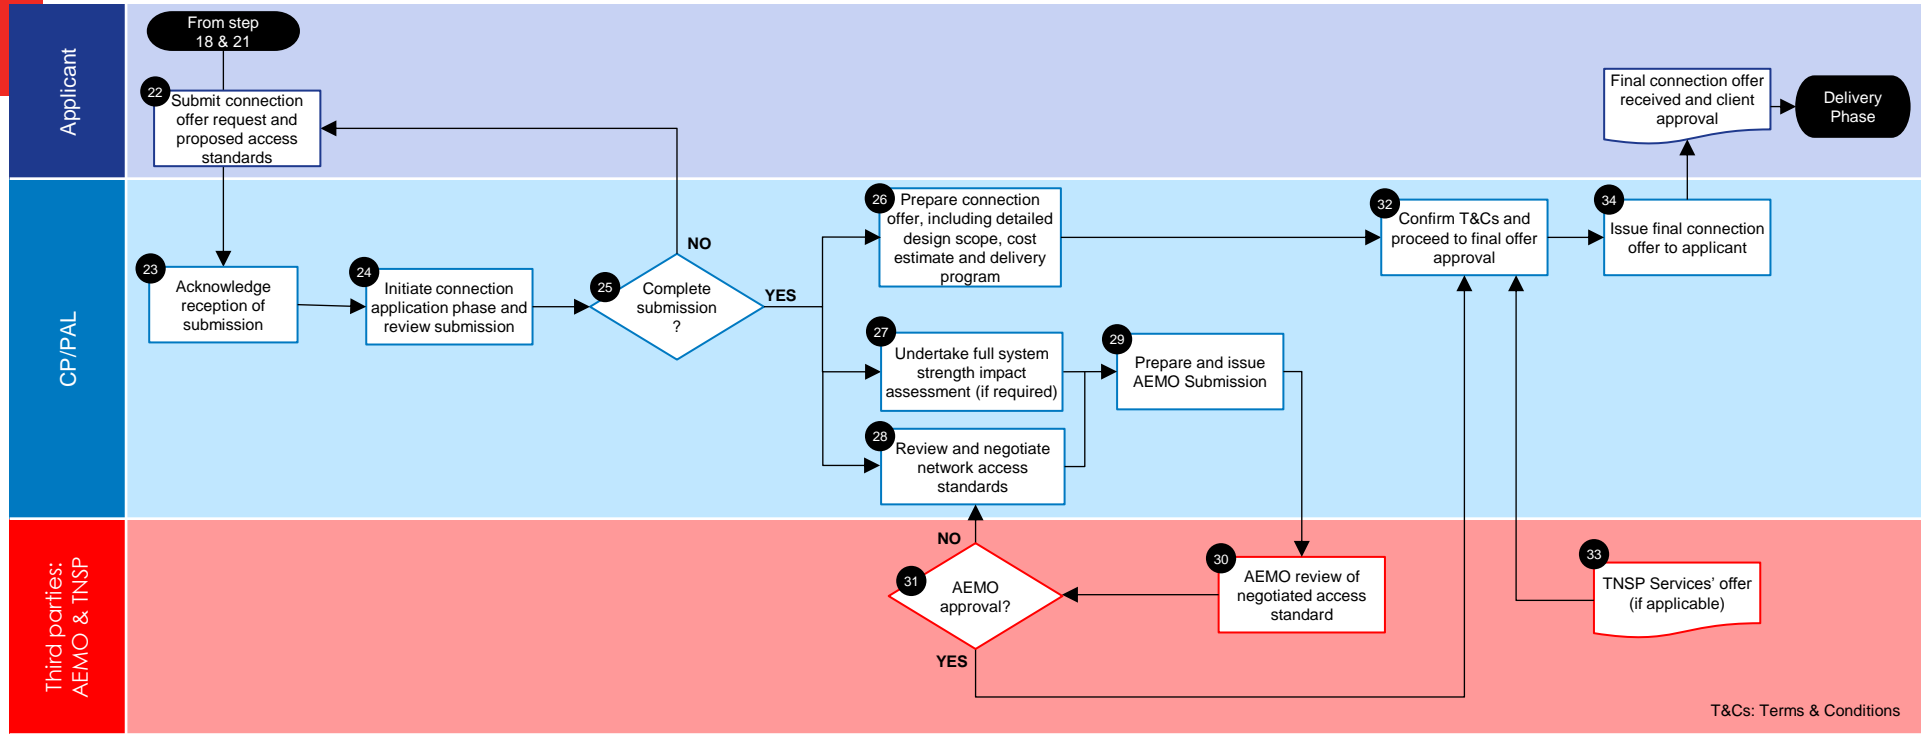 Applicant
From step
18 & 21
22
Submit connection
offer request and
proposed access
standards
Final connection offer
received and client
approval
Delivery
Phase
CP/PAL
23
Acknowledge
reception of
submission
24
Initiate connection
application phase and
review submission
25
Complete
submission
?
NO
YES
26
Prepare connection
offer, including detailed
design scope, cost
estimate and delivery
program
27
Undertake full system
strength impact
assessment (if required)
28
Review and negotiate
network access
standards
29
Prepare and issue
AEMO Submission
32
Confirm T&Cs and
proceed to final offer
approval
34
Issue final connection
offer to applicant
Third parties:
AEMO & TNSP
NO
31
AEMO
approval?
YES
30
AEMO review of
negotiated access
standard
33
TNSP Services’ offer
(if applicable)
T&Cs: Terms & Conditions